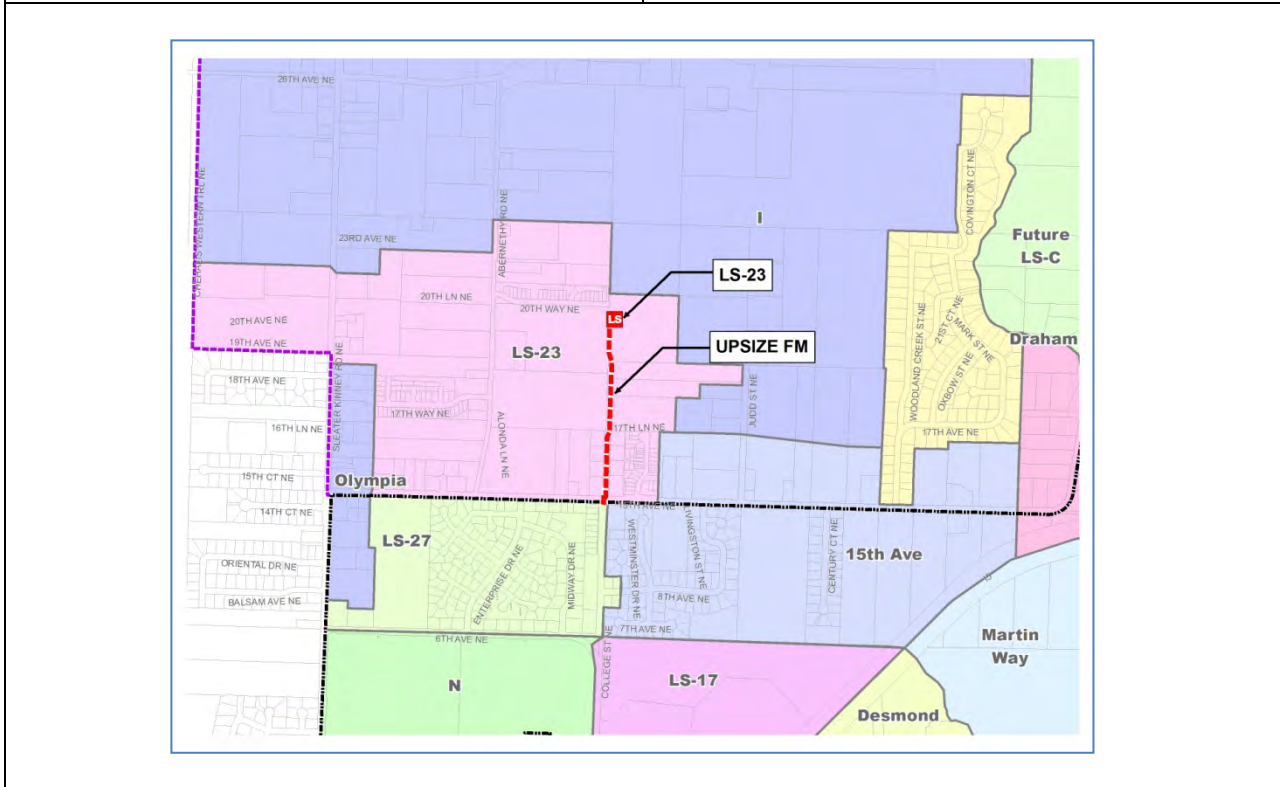 26TH AVE NE
COVINGTON CT NE
CHEHALIS WESTERN TRL NE
ABERNETHY RD NE
I
23RD AVE NE
Future
LS-C
LS-23
20TH LN NE
20TH WAY NE
LS
WOODLAND CREEK ST NE
21ST CT NE
MARK ST NE
OXBOW ST NE
20TH AVE NE
19TH AVE NE
LS-23
UPSIZE FM
Draham
SLEATER KINNEY RD NE
18TH AVE NE
JUDD ST NE
17TH WAY NE
ALONDA LN NE
16TH LN NE
17TH LN NE
17TH AVE NE
15TH CT NE
Olympia
15TH AVE NE
14TH CT NE
LS-27
WESTMINSTER DR NE
LIVINGSTON ST NE
CENTURY CT NE
15th Ave
ORIENTAL DR NE
ENTERPRISE DR NE
MIDWAY DR NE
BALSAM AVE NE
8TH AVE NE
7TH AVE NE
6TH AVE NE
COLLEGE ST NE
Martin
Way
N
LS-17
Desmond